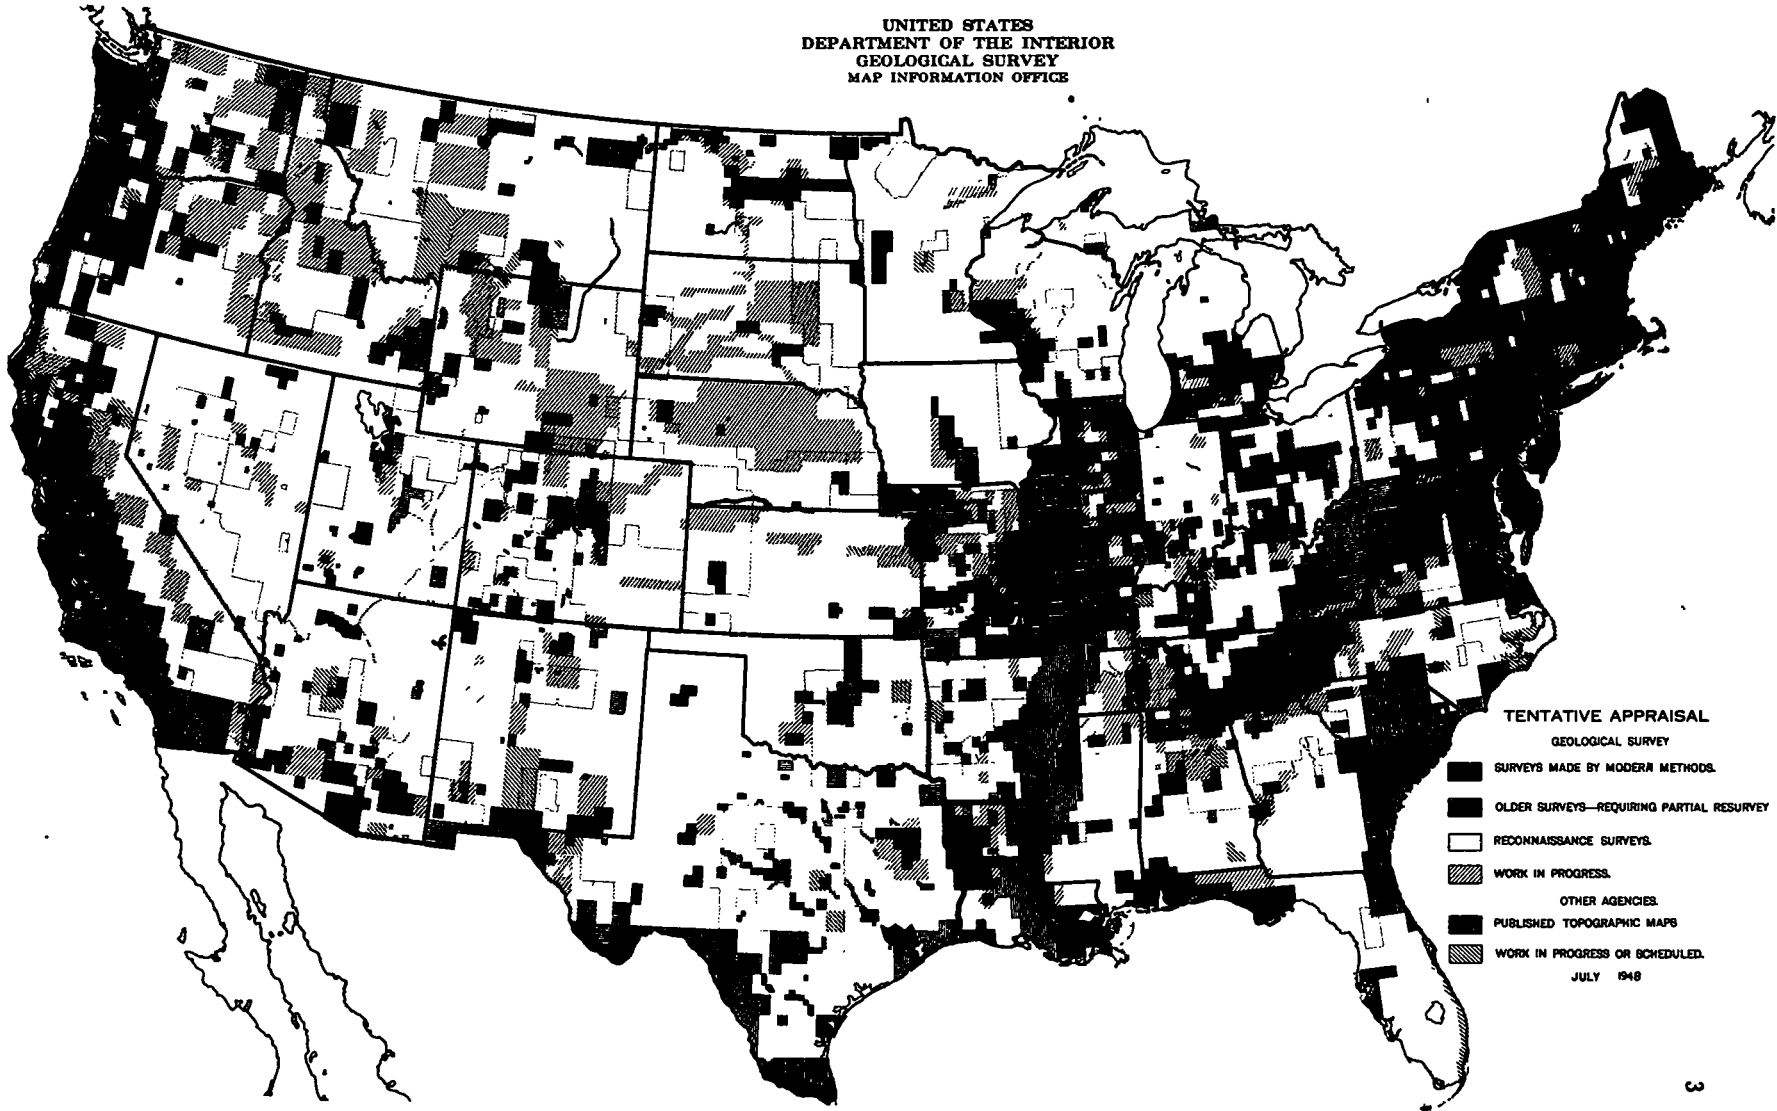 UNITED STATES
DEPARTMENT OF THE INTERIOR
GEOLOGICAL SURVEY
MAP INFORMATION OFFICE
TENTATIVE APPRAISAL
GEOLOGICAL SURVEY
SURVEYS MADE BY MODERN METHODS.
OLDER SURVEYS—REQUIRING PARTIAL RESURVEY
RECONNAISSANCE SURVEYS.
WORK IN PROGRESS.
OTHER AGENCIES.
PUBLISHED TOPOGRAPHIC MAPS
WORK IN PROGRESS OR SCHEDULED.
JULY 1948
3